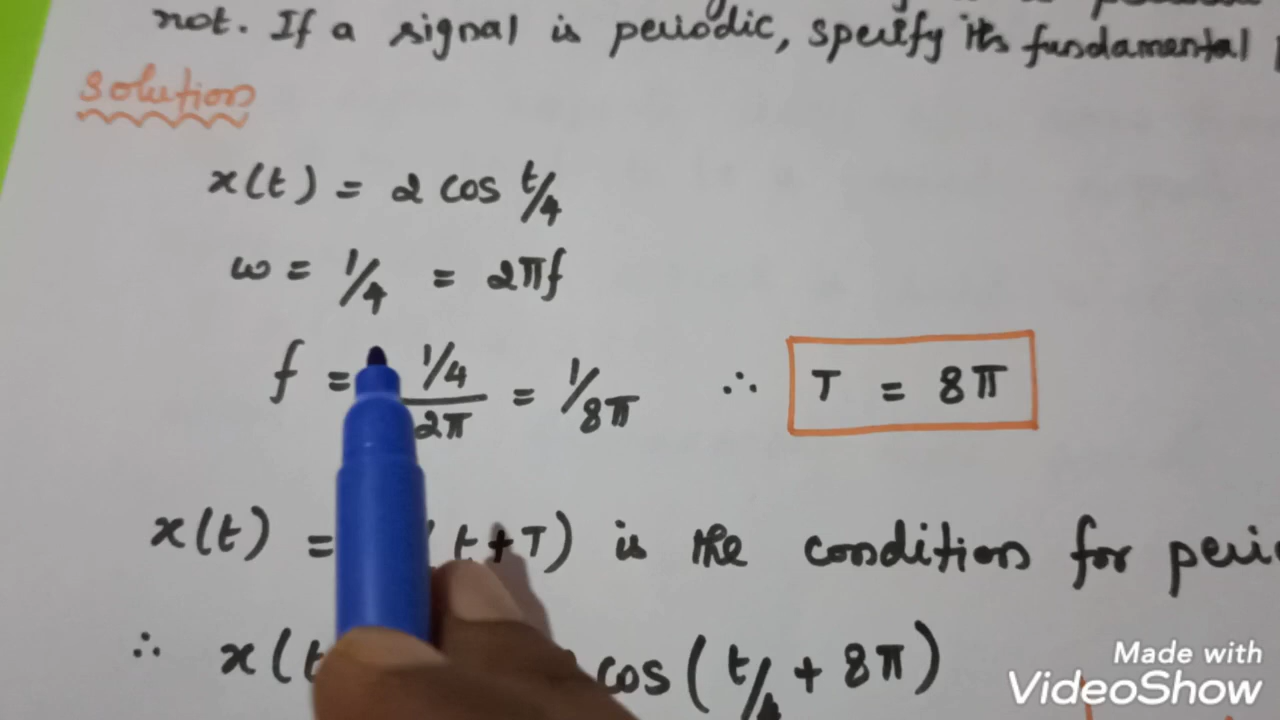 not. If a signal is periodic, specify its fundamental
solution
x(t) = 2 cos t/4
ω = 1/4 = 2πf
f = 1/4 / 2π = 1/8π ∴ T = 8π
x(t) = (t+T) is the condition for
∴ x(t cos(t/4 + 8π)
Made with
VideoShow